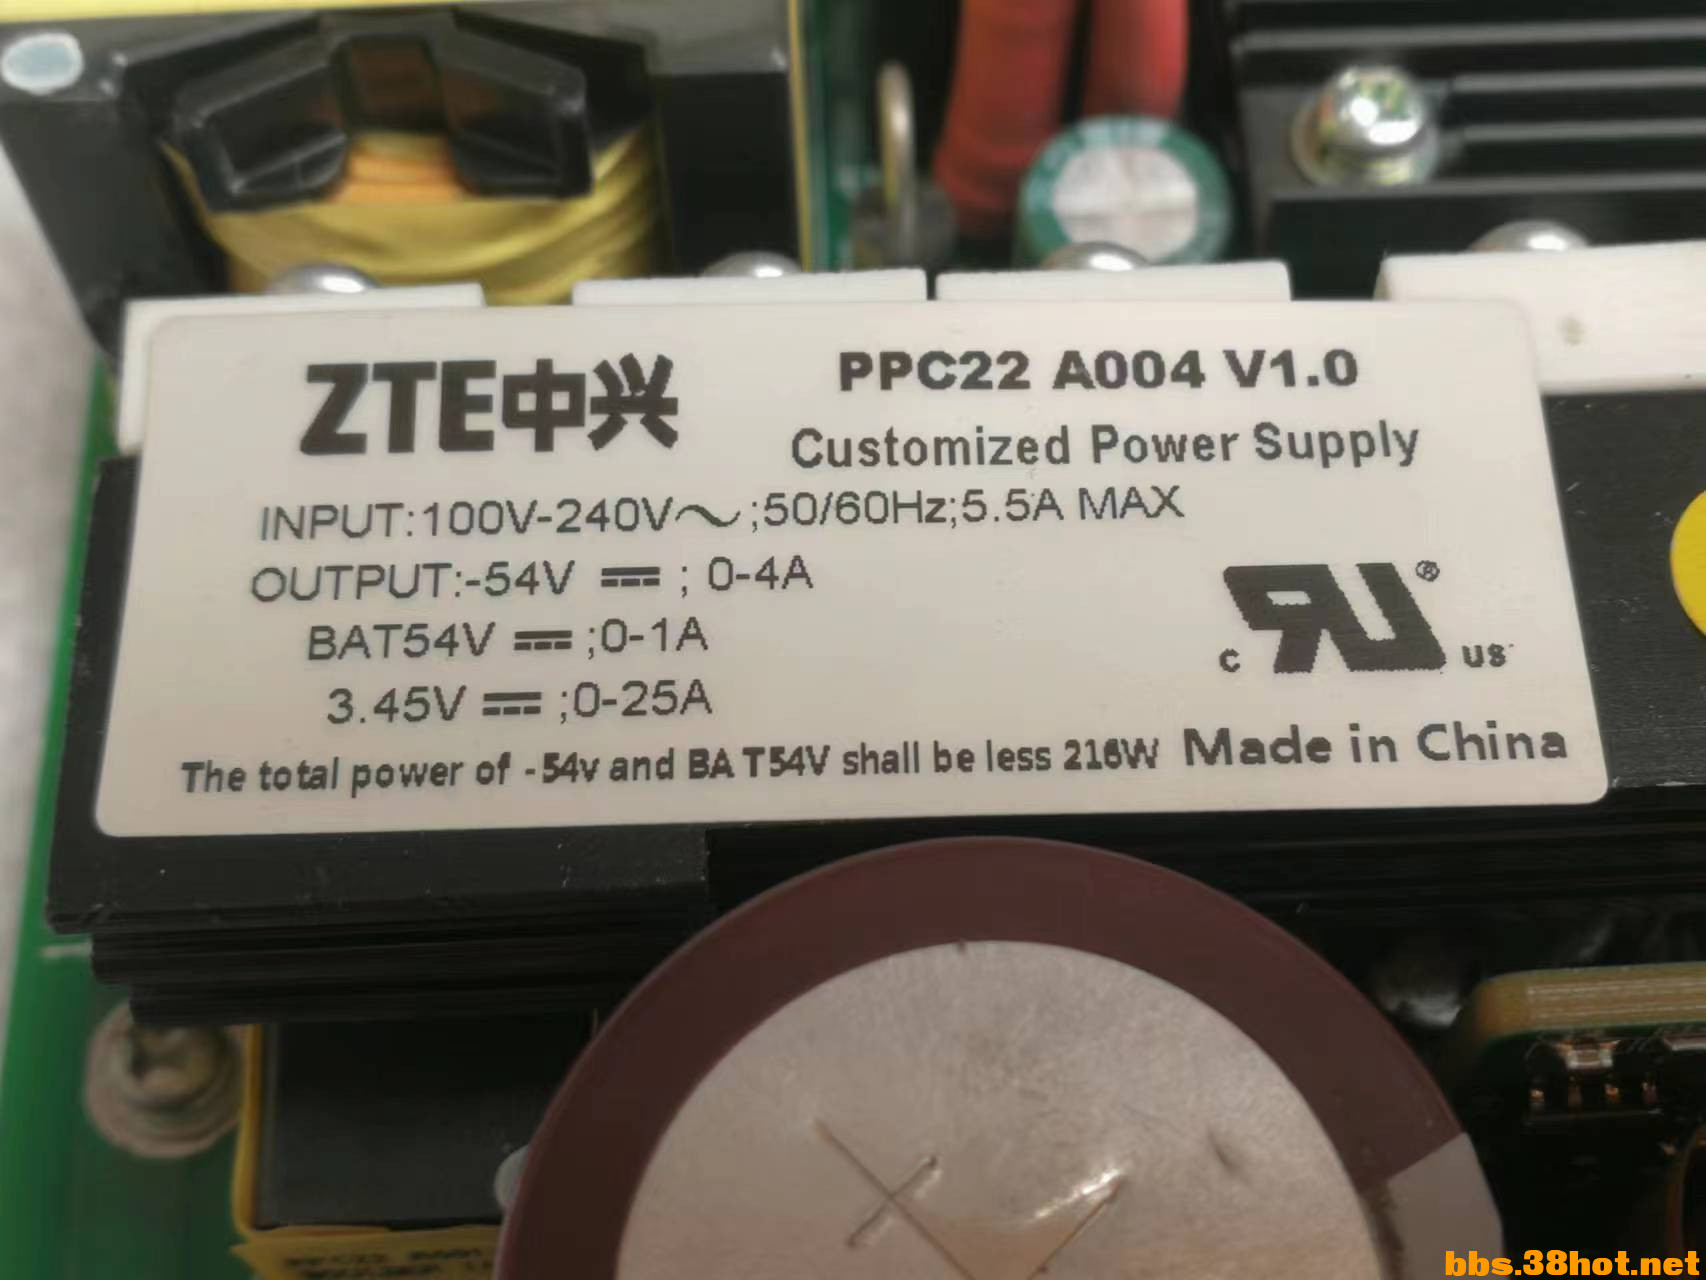 ZTE中兴
PPC22 A004 V1.0
Customized Power Supply
INPUT:100V-240V～;50/60Hz;5.5A MAX
OUTPUT:-54V ⎓ ; 0-4A
BAT54V ⎓ ;0-1A
3.45V ⎓ ;0-25A
The total power of -54v and BA T54V shall be less 216W
c RU ® US
Made in China
bbs.38hot.net